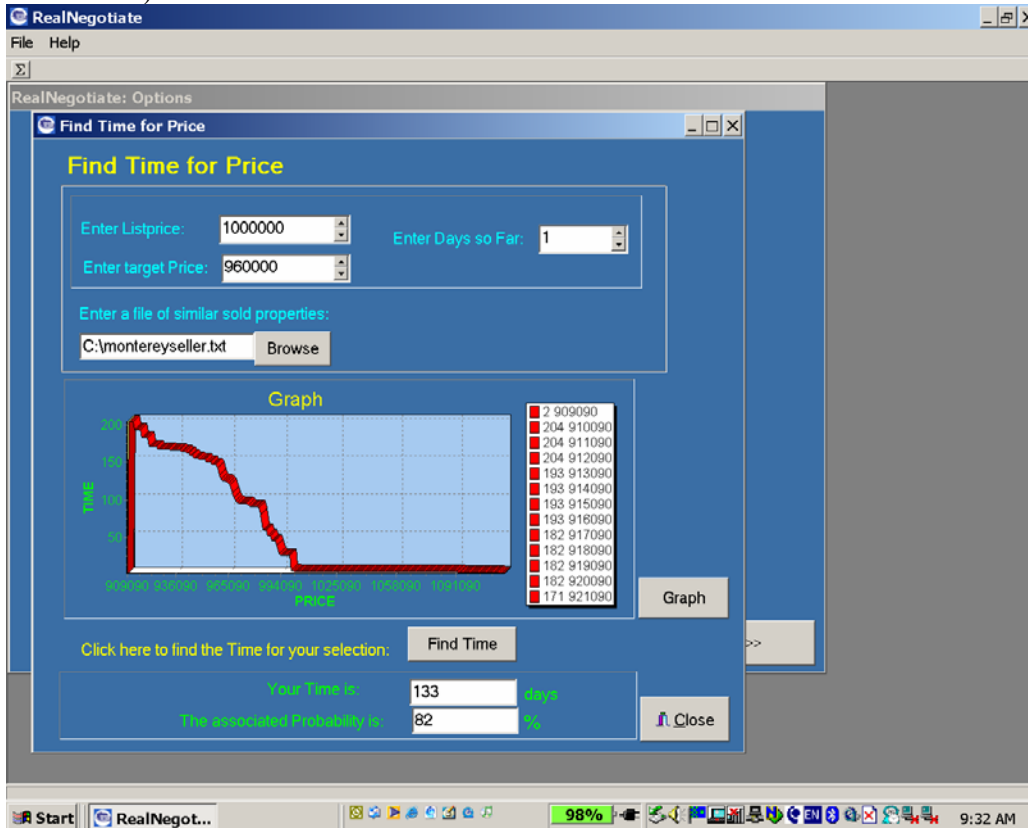 RealNegotiate
File Help
Σ
RealNegotiate: Options
Find Time for Price
Find Time for Price
Enter Listprice: 1000000
Enter Days so Far: 1
Enter target Price: 960000
Enter a file of similar sold properties:
C:\montereyseller.txt Browse
Graph
200
150
100
50
TIME
909090 936090 965090 994090 1025090 1058090 1091090
PRICE
2 909090
204 910090
204 911090
204 912090
193 913090
193 914090
193 915090
193 916090
182 917090
182 918090
182 919090
182 920090
171 921090
Graph
Click here to find the Time for your selection: Find Time
>>
Your Time is: 133 days
The associated Probability is: 82 %
Close
Start RealNegot... 98% EN 9:32 AM